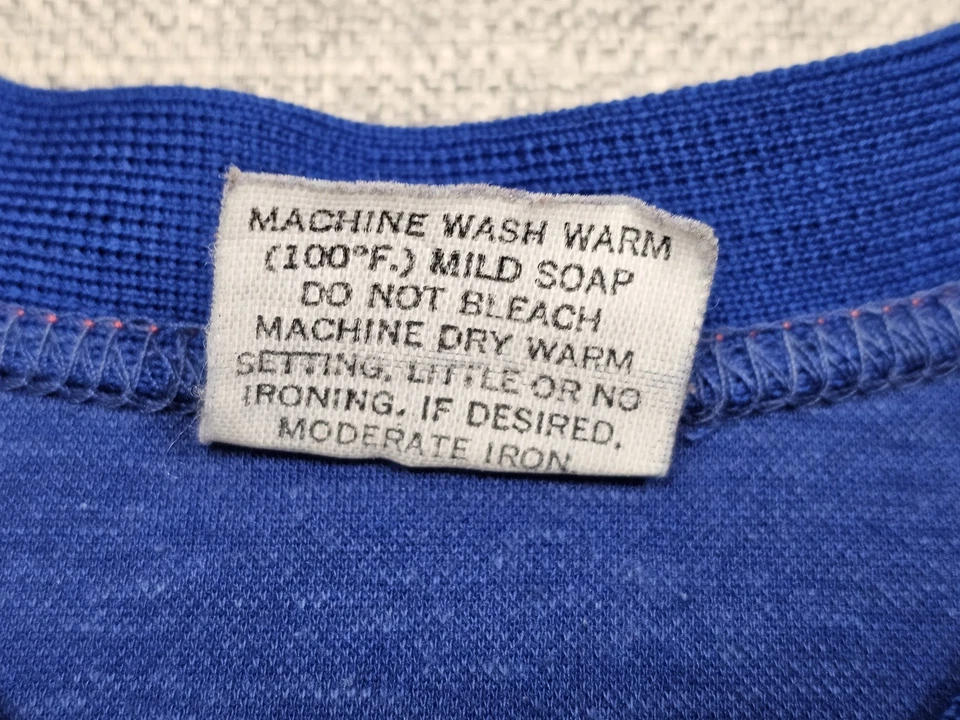 MACHINE WASH WARM
(100°F.) MILD SOAP
DO NOT BLEACH
MACHINE DRY WARM
SETTING. LITTLE OR NO
IRONING. IF DESIRED,
MODERATE IRON.